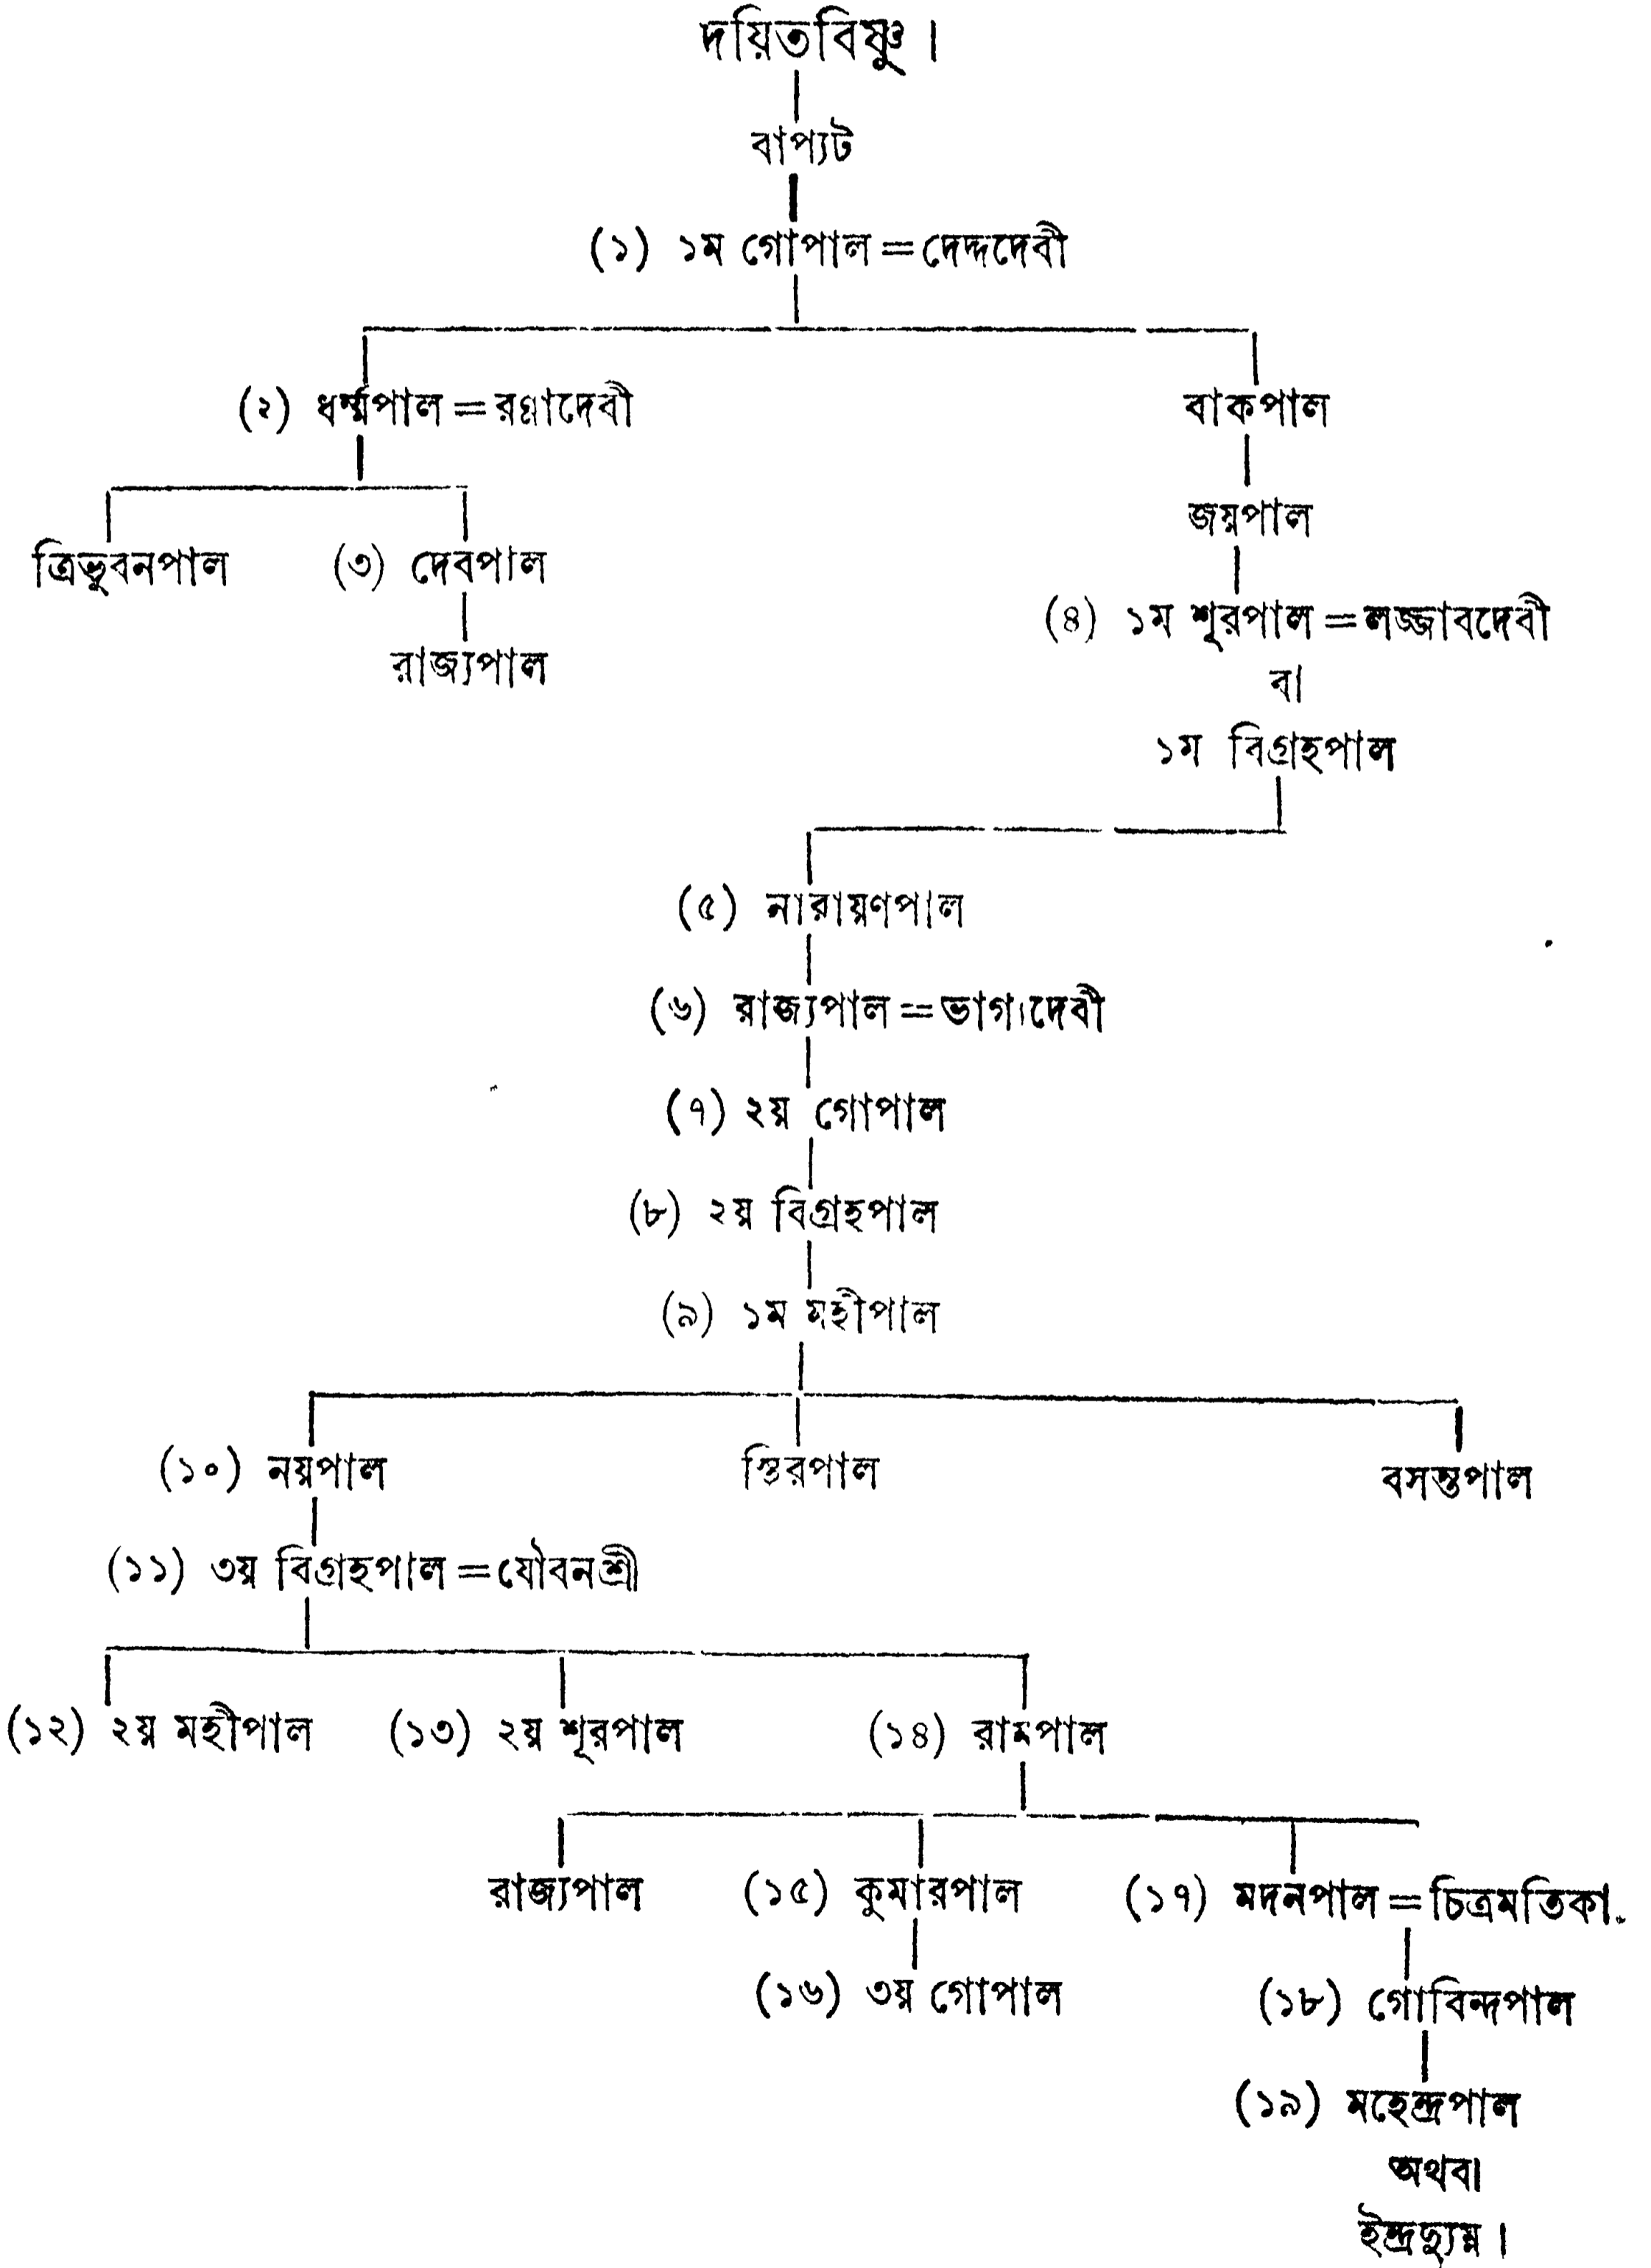 দয়িতবিষ্ণু ।
বাপ্যট
(১) ১ম গোপাল = দেদ্দদেবী
(২) ধর্ম্মপাল = রণ্ণাদেবী বাকপাল
জয়পাল
ত্রিভুবনপাল (৩) দেবপাল
(৪) ১ম শূরপাল = লজ্জাবদেবী
রাজ্যপাল
বা
১ম বিগ্রহপাল
(৫) নারায়ণপাল
(৬) রাজ্যপাল = ভাগ্যদেবী
(৭) ২য় গোপাল
(৮) ২য় বিগ্রহপাল
(৯) ১ম মহীপাল
(১০) নয়পাল স্থিরপাল বসন্তপাল
(১১) ৩য় বিগ্রহপাল = যৌবনশ্রী
(১২) ২য় মহীপাল (১৩) ২য় শূরপাল (১৪) রামপাল
রাজ্যপাল (১৫) কুমারপাল (১৭) মদনপাল = চিত্রমতিকা
(১৬) ৩য় গোপাল (১৮) গোবিন্দপাল
(১৯) মহেন্দ্রপাল
অথবা
ইন্দ্রদ্যুম্ন ।